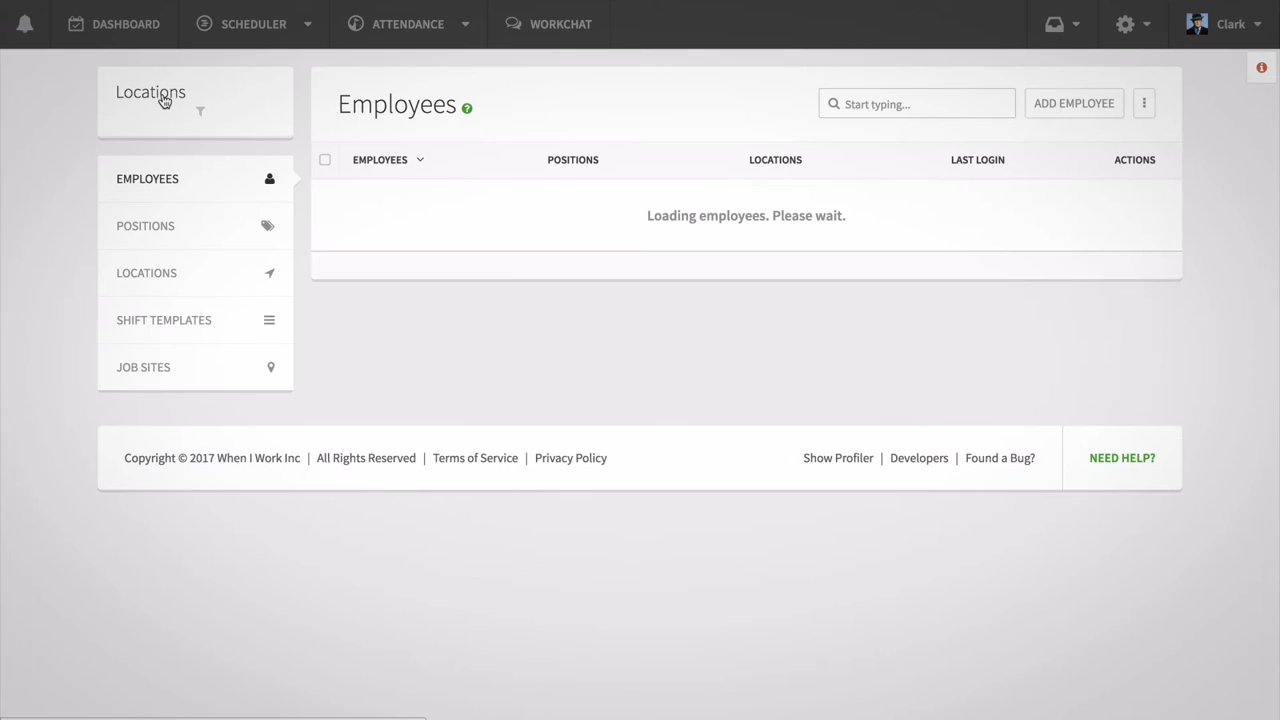 DASHBOARD SCHEDULER ATTENDANCE WORKCHAT Clark
Locations
Employees
Start typing...
ADD EMPLOYEE
EMPLOYEES POSITIONS LOCATIONS LAST LOGIN ACTIONS
Loading employees. Please wait.
EMPLOYEES
POSITIONS
LOCATIONS
SHIFT TEMPLATES
JOB SITES
Copyright © 2017 When I Work Inc | All Rights Reserved | Terms of Service | Privacy Policy
Show Profiler | Developers | Found a Bug?
NEED HELP?